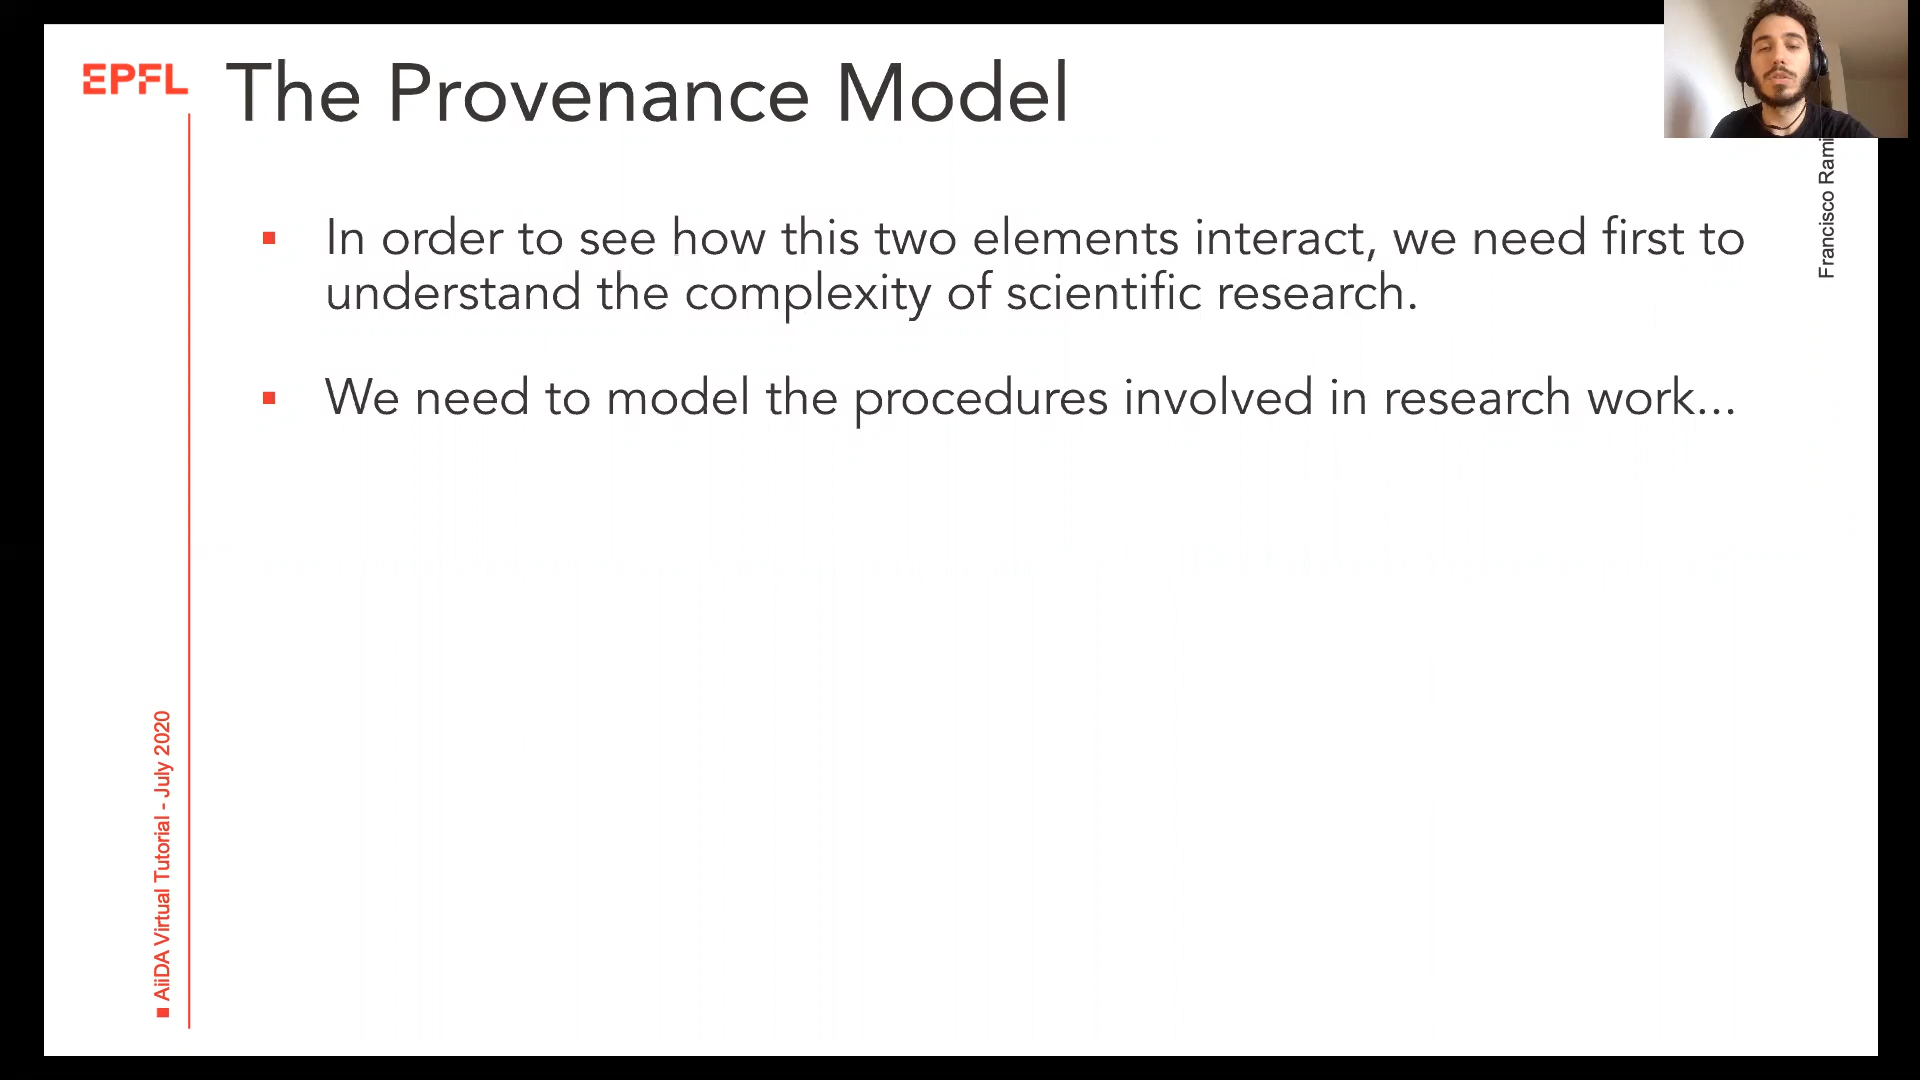 EPFL
The Provenance Model
In order to see how this two elements interact, we need first to
understand the complexity of scientific research.
We need to model the procedures involved in research work...
Francisco
AiiDA Virtual Tutorial - July 2020